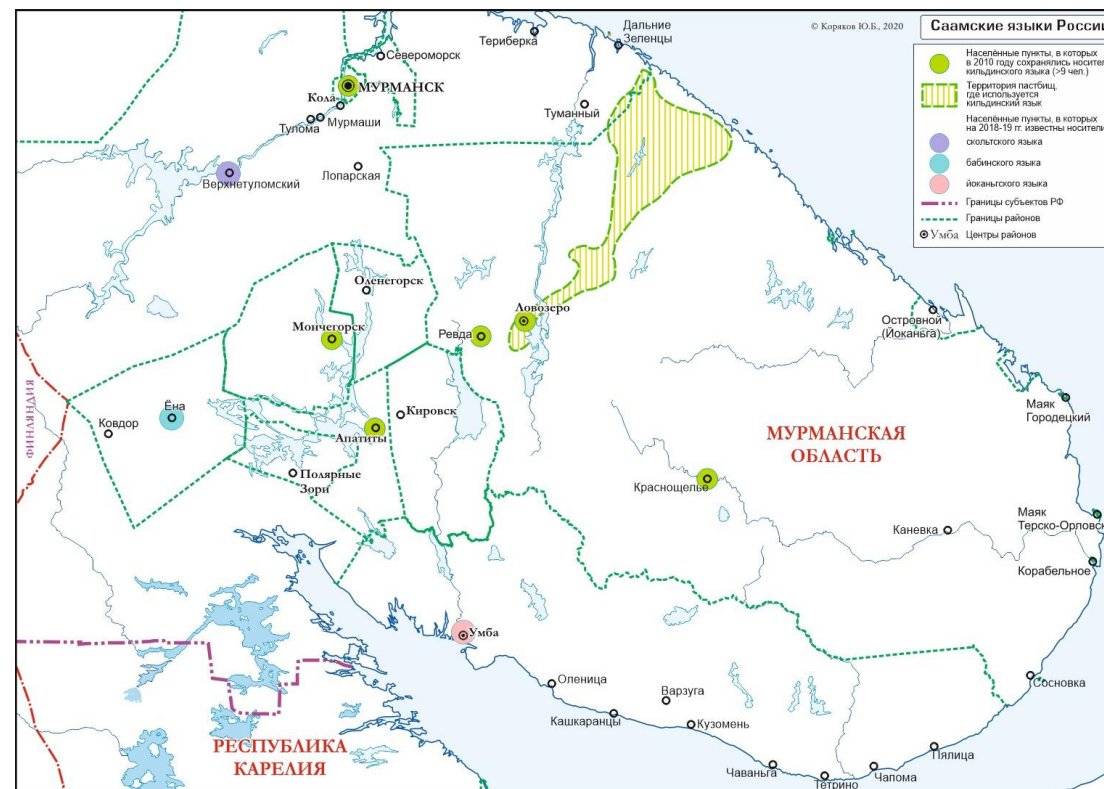 © Коряков Ю.Б., 2020
Саамские языки России
Населённые пункты, в которых
в 2010 году сохранялись носител
кильдинского языка (>9 чел.)
Территория пастбищ,
где используется
кильдинский язык
Населённые пункты, в которых
на 2018-19 гг. известны носител
скольтского языка
бабинского языка
йоканьгского языка
Границы субъектов РФ
Границы районов
Умба
Центры районов
Териберка
Дальние
Зеленцы
Североморск
МУРМАНСК
Кола
Тулома
Мурмаши
Туманный
Верхнетуломский
Лопарская
Оленегорск
Мончегорск
Ревда
Ловозеро
Островной
(Йоканьга)
Маяк
Городецкий
ФИНЛЯНДИЯ
Ковдор
Ёна
Апатиты
Кировск
Полярные
Зори
МУРМАНСКАЯ
ОБЛАСТЬ
Краснощелье
Каневка
Маяк
Терско-Орловск
Корабельное
Умба
Оленица
Кашкаранцы
Варзуга
Кузомень
Сосновка
Пялица
Чапома
Чаваньга
Тетрино
РЕСПУБЛИКА
КАРЕЛИЯ